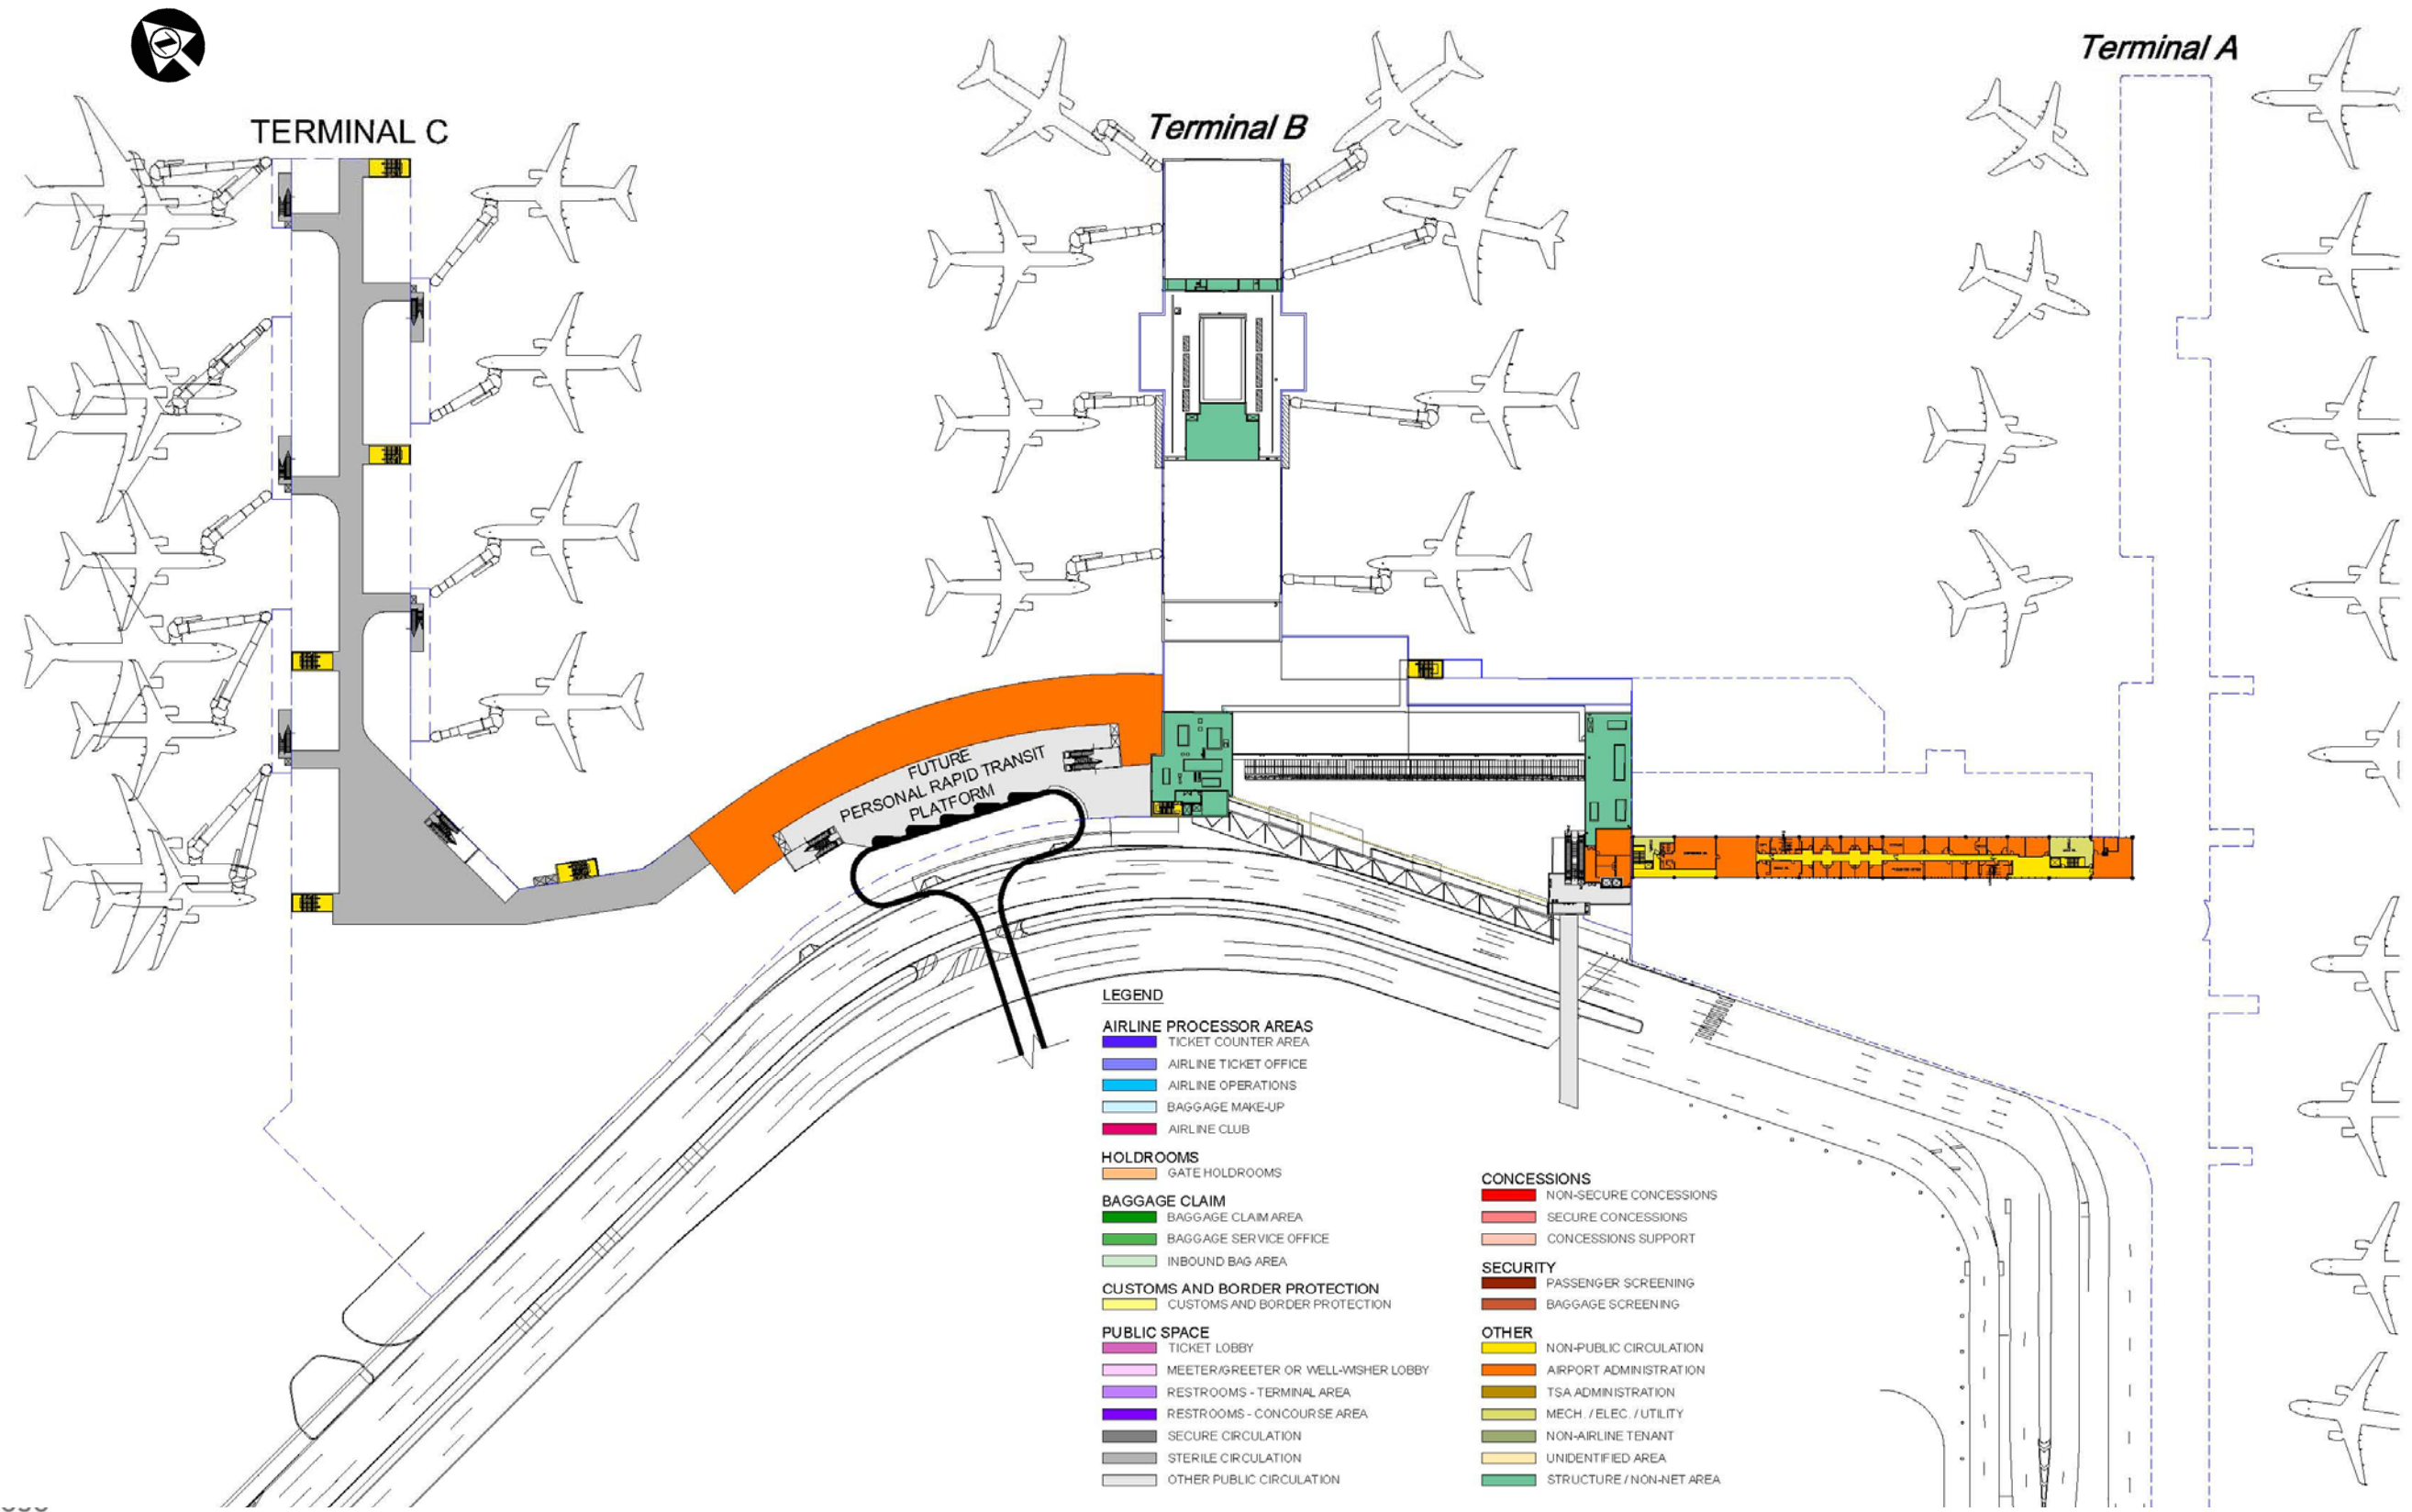 Terminal A
Terminal B
TERMINAL C
FUTURE
PERSONAL RAPID TRANSIT
PLATFORM
LEGEND
AIRLINE PROCESSOR AREAS
TICKET COUNTER AREA
AIRLINE TICKET OFFICE
AIRLINE OPERATIONS
BAGGAGE MAKE-UP
AIRLINE CLUB
HOLDROOMS
GATE HOLDROOMS
BAGGAGE CLAIM
BAGGAGE CLAIM AREA
BAGGAGE SERVICE OFFICE
INBOUND BAG AREA
CUSTOMS AND BORDER PROTECTION
CUSTOMS AND BORDER PROTECTION
PUBLIC SPACE
TICKET LOBBY
MEETER/GREETER OR WELL-WISHER LOBBY
RESTROOMS - TERMINAL AREA
RESTROOMS - CONCOURSE AREA
SECURE CIRCULATION
STERILE CIRCULATION
OTHER PUBLIC CIRCULATION
CONCESSIONS
NON-SECURE CONCESSIONS
SECURE CONCESSIONS
CONCESSIONS SUPPORT
SECURITY
PASSENGER SCREENING
BAGGAGE SCREENING
OTHER
NON-PUBLIC CIRCULATION
AIRPORT ADMINISTRATION
TSA ADMINISTRATION
MECH. / ELEC. / UTILITY
NON-AIRLINE TENANT
UNIDENTIFIED AREA
STRUCTURE / NON-NET AREA